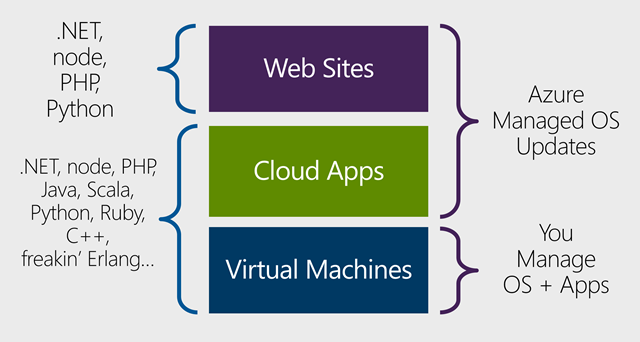 .NET,
node,
PHP,
Python
Web Sites
Azure
Managed OS
Updates
.NET, node, PHP,
Java, Scala,
Python, Ruby,
C++,
freakin’ Erlang...
Cloud Apps
Virtual Machines
You
Manage
OS + Apps